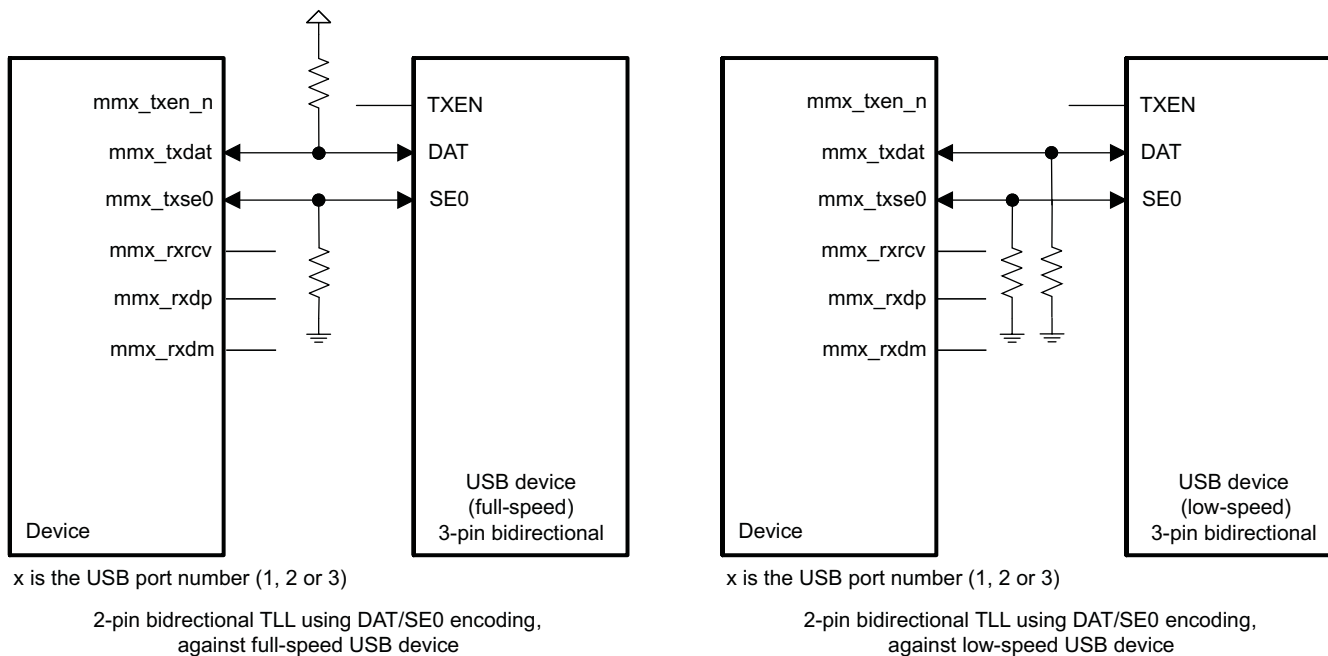 mmx_txen_n
mmx_txdat
mmx_txse0
mmx_rxrcv
mmx_rxdp
mmx_rxdm
Device
TXEN
DAT
SE0
USB device
(full-speed)
3-pin bidirectional
x is the USB port number (1, 2 or 3)
2-pin bidrectional TLL using DAT/SE0 encoding,
against full-speed USB device
mmx_txen_n
mmx_txdat
mmx_txse0
mmx_rxrcv
mmx_rxdp
mmx_rxdm
Device
TXEN
DAT
SE0
USB device
(low-speed)
3-pin bidirectional
x is the USB port number (1, 2 or 3)
2-pin bidrectional TLL using DAT/SE0 encoding,
against low-speed USB device